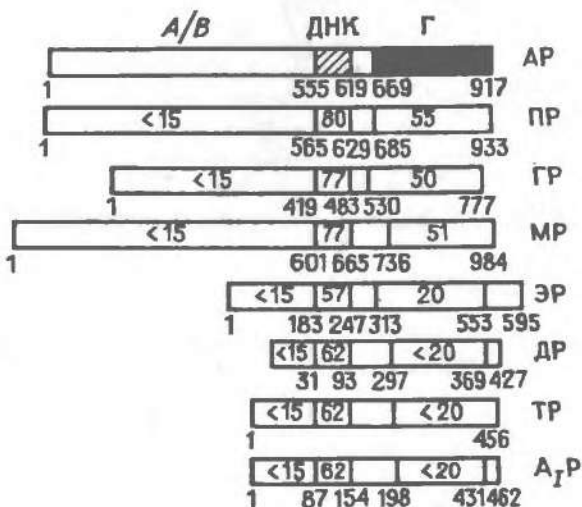 A/B ДНК Г
АР
1 555 619 669 917
<15 80 55 ПР
1 565 629 685 933
<15 77 50 ГР
1 419 483 530 777
<15 77 51 МР
1 601 665 736 984
<15 57 20 ЭР
1 183 247 313 553 595
<15 62 <20 ДР
31 93 297 369 427
<15 62 <20 ТР
1 456
<15 62 <20 АIР
1 87 154 198 431 462